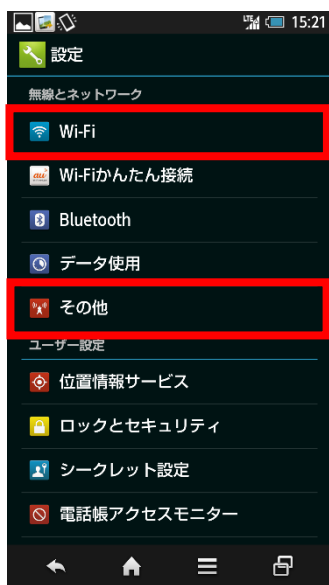 LTE 15:21
設定
無線とネットワーク
Wi-Fi
au Wi-Fiかんたん接続
Bluetooth
データ使用
その他
ユーザー設定
位置情報サービス
ロックとセキュリティ
シークレット設定
電話帳アクセスモニター